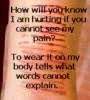 How will you know
I am hurting if you
cannot see my
pain?
To wear it on my
body tells what
words cannot
explain.